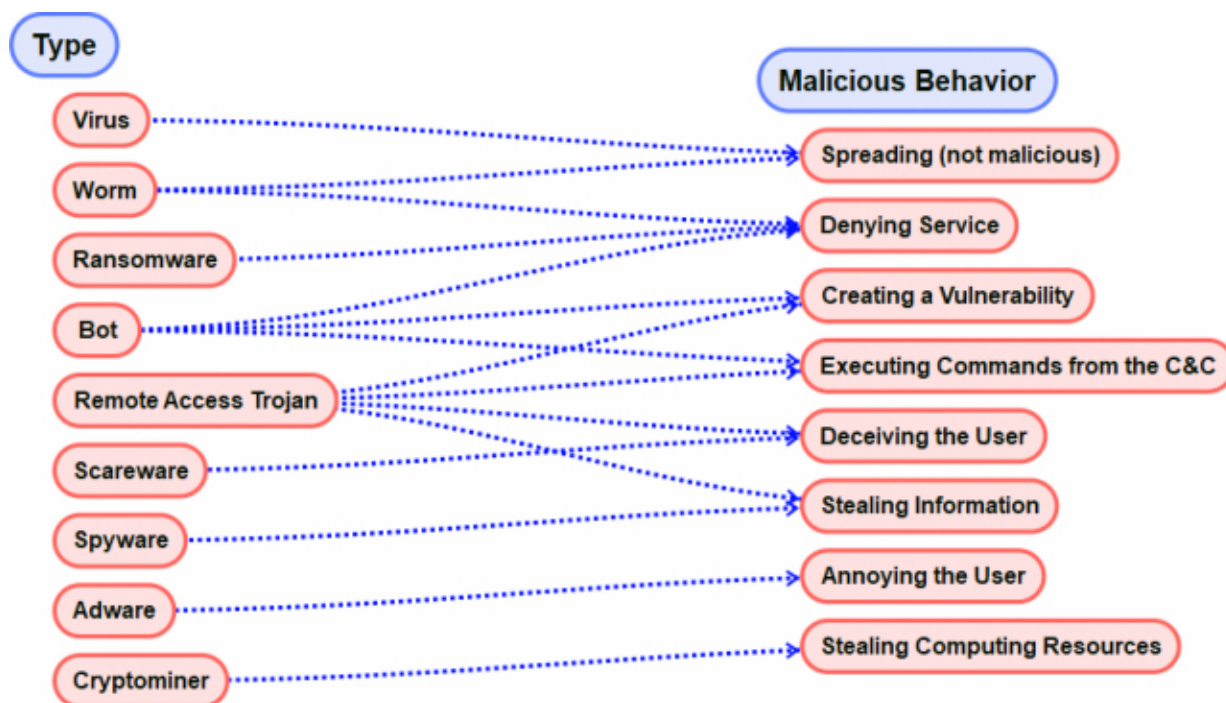 Type
Virus
Worm
Ransomware
Bot
Remote Access Trojan
Scareware
Spyware
Adware
Cryptominer
Malicious Behavior
Spreading (not malicious)
Denying Service
Creating a Vulnerability
Executing Commands from the C&C
Deceiving the User
Stealing Information
Annoying the User
Stealing Computing Resources